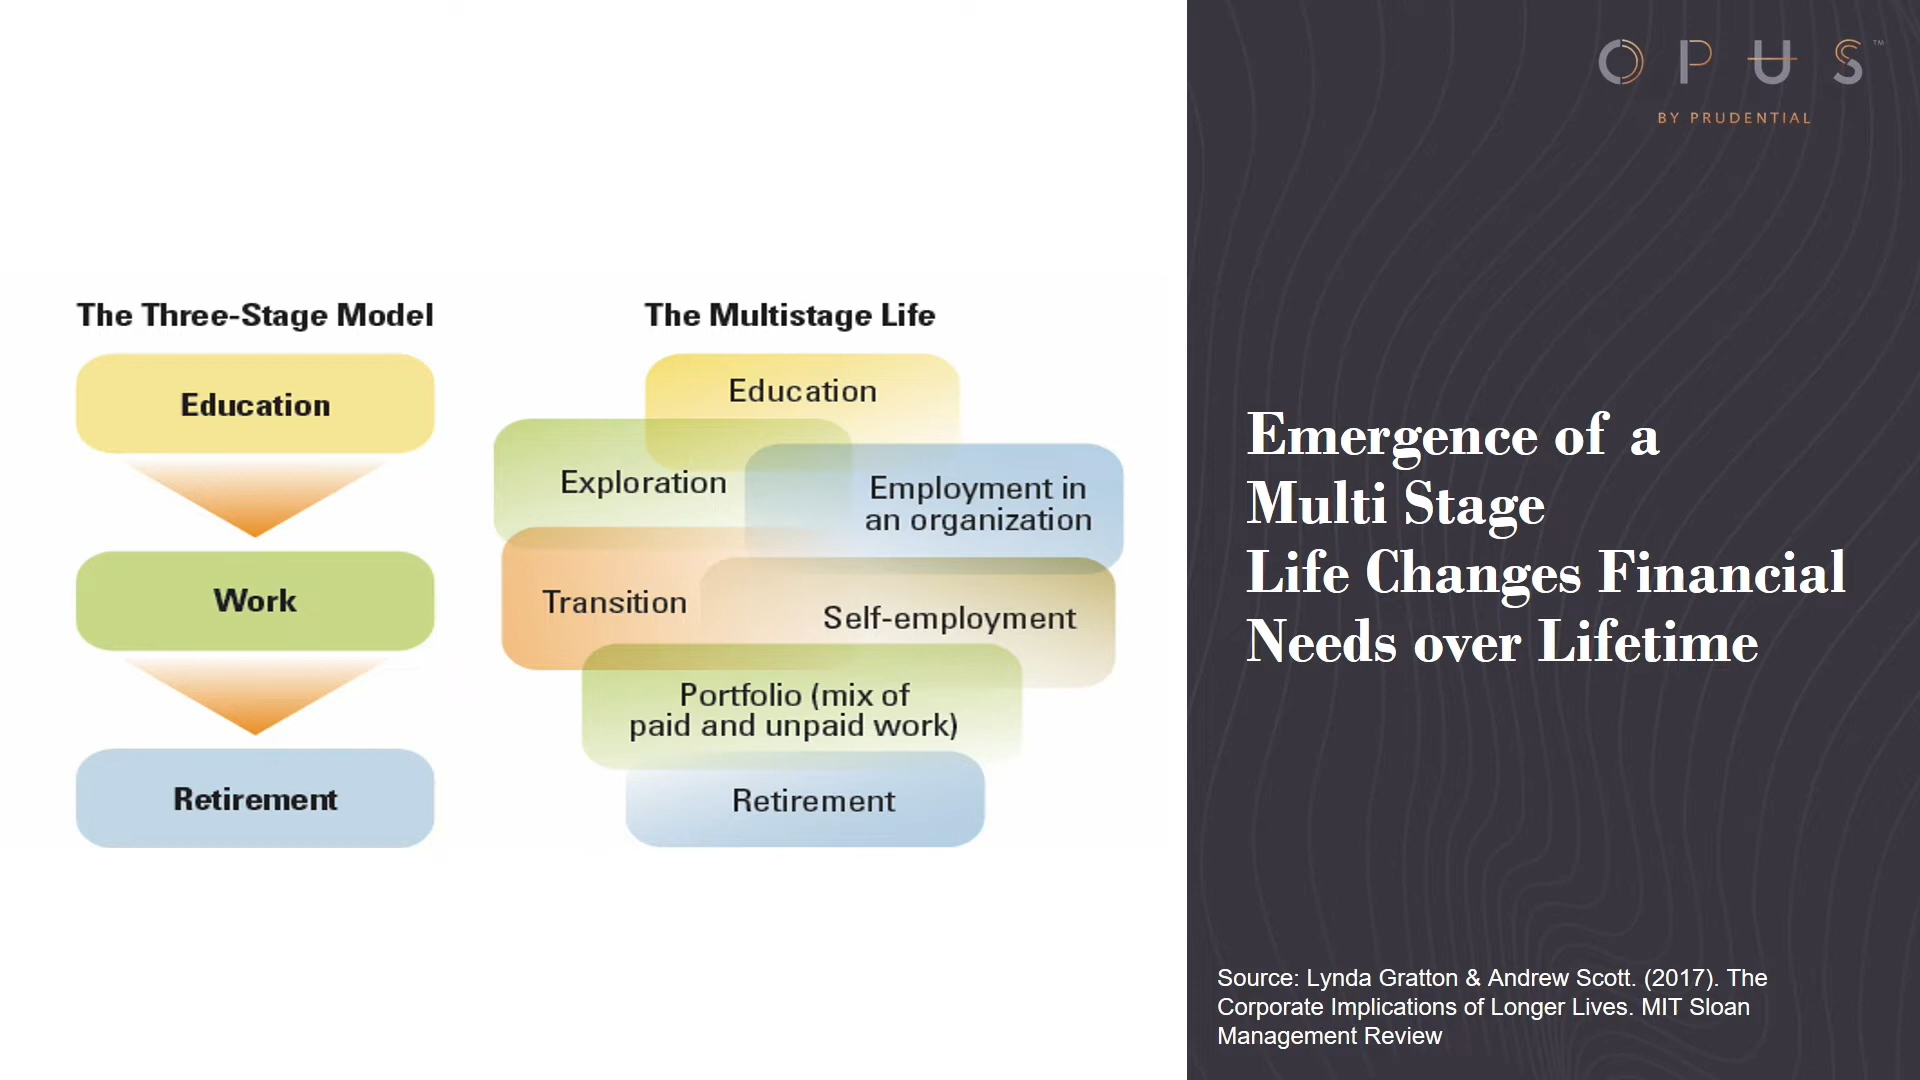 The Three-Stage Model
Education
Work
Retirement
The Multistage Life
Education
Exploration
Employment in
an organization
Transition
Self-employment
Portfolio (mix of
paid and unpaid work)
Retirement
OPUS™
BY PRUDENTIAL
Emergence of a
Multi Stage
Life Changes Financial
Needs over Lifetime
Source: Lynda Gratton & Andrew Scott. (2017). The
Corporate Implications of Longer Lives. MIT Sloan
Management Review